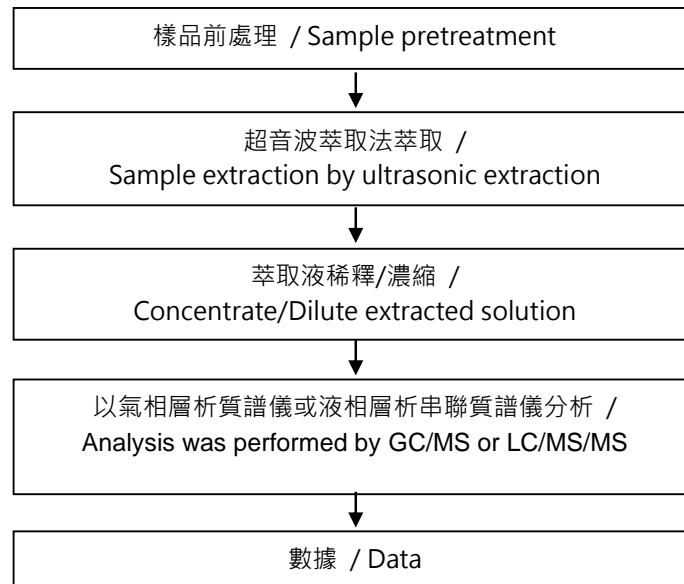 樣品前處理 / Sample pretreatment
超音波萃取法萃取 /
Sample extraction by ultrasonic extraction
萃取液稀釋/濃縮 /
Concentrate/Dilute extracted solution
以氣相層析質譜儀或液相層析串聯質譜儀分析 /
Analysis was performed by GC/MS or LC/MS/MS
數據 / Data